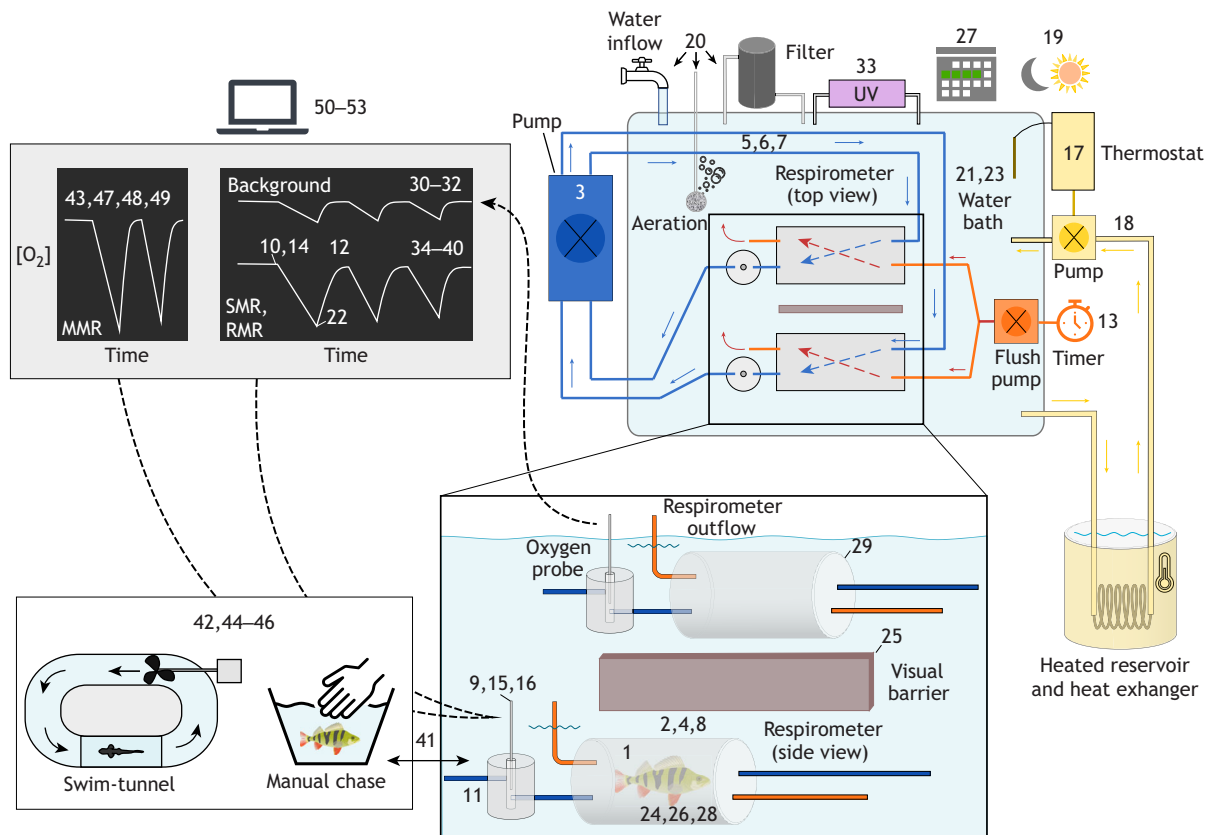 Water
inflow
20
Filter
33
UV
27
19
50–53
Pump
3
5,6,7
Respirometer
(top view)
Aeration
21,23
Water
bath
17
Thermostat
18
Pump
Flush
pump
13
Timer
[O2]
43,47,48,49
MMR
Time
Background
30–32
10,14
12
34–40
SMR,
RMR
22
Time
42,44–46
Swim-tunnel
Manual chase
41
Respirometer
outflow
Oxygen
probe
29
25
Visual
barrier
9,15,16
2,4,8
Respirometer
(side view)
1
11
24,26,28
Heated reservoir
and heat exhanger